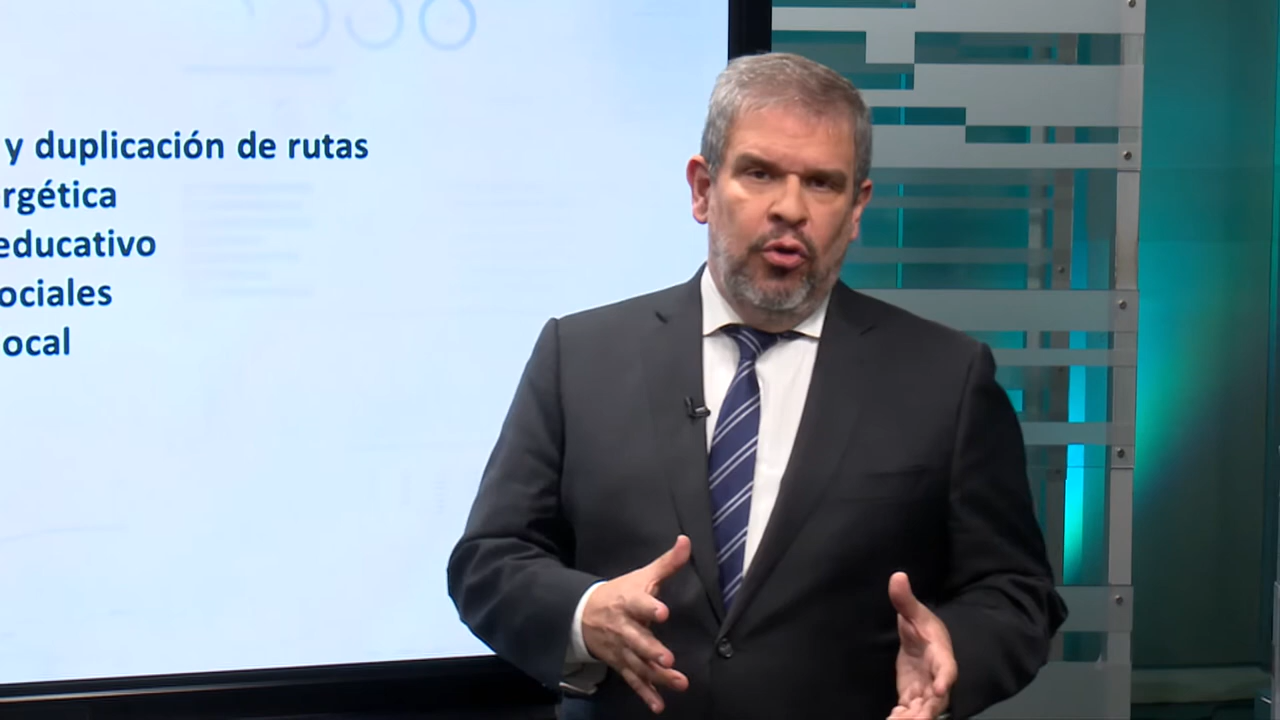 y duplicación de rutas
rgética
educativo
ociales
ocal